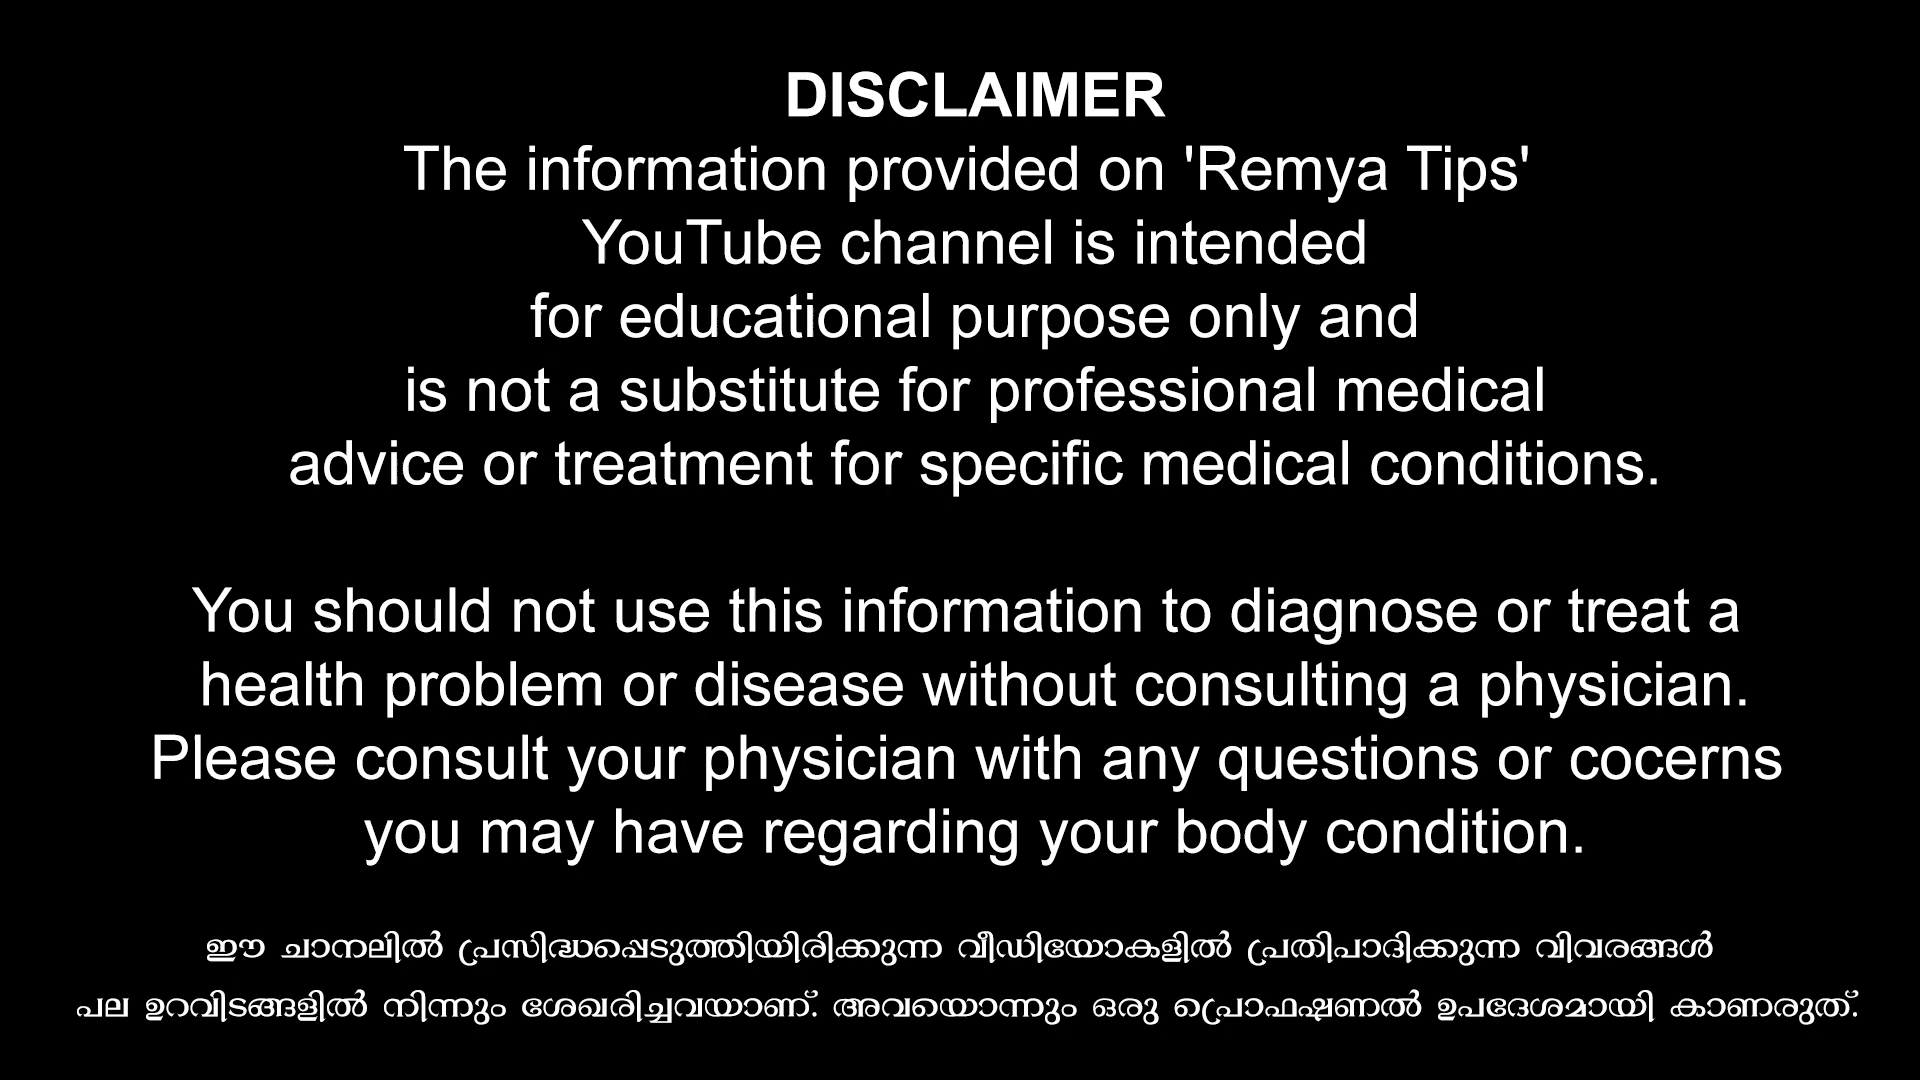 DISCLAIMER
The information provided on 'Remya Tips'
YouTube channel is intended
for educational purpose only and
is not a substitute for professional medical
advice or treatment for specific medical conditions.
You should not use this information to diagnose or treat a
health problem or disease without consulting a physician.
Please consult your physician with any questions or cocerns
you may have regarding your body condition.
ഈ ചാനലിൽ പ്രസിദ്ധപ്പെടുത്തിയിരിക്കുന്ന വീഡിയോകളിൽ പ്രതിപാദിക്കുന്ന വിവരങ്ങൾ
പല ഉറവിടങ്ങളിൽ നിന്നും ശേഖരിച്ചവയാണ്. അവയൊന്നും ഒരു പ്രൊഫഷണൽ ഉപദേശമായി കാണരുത്.